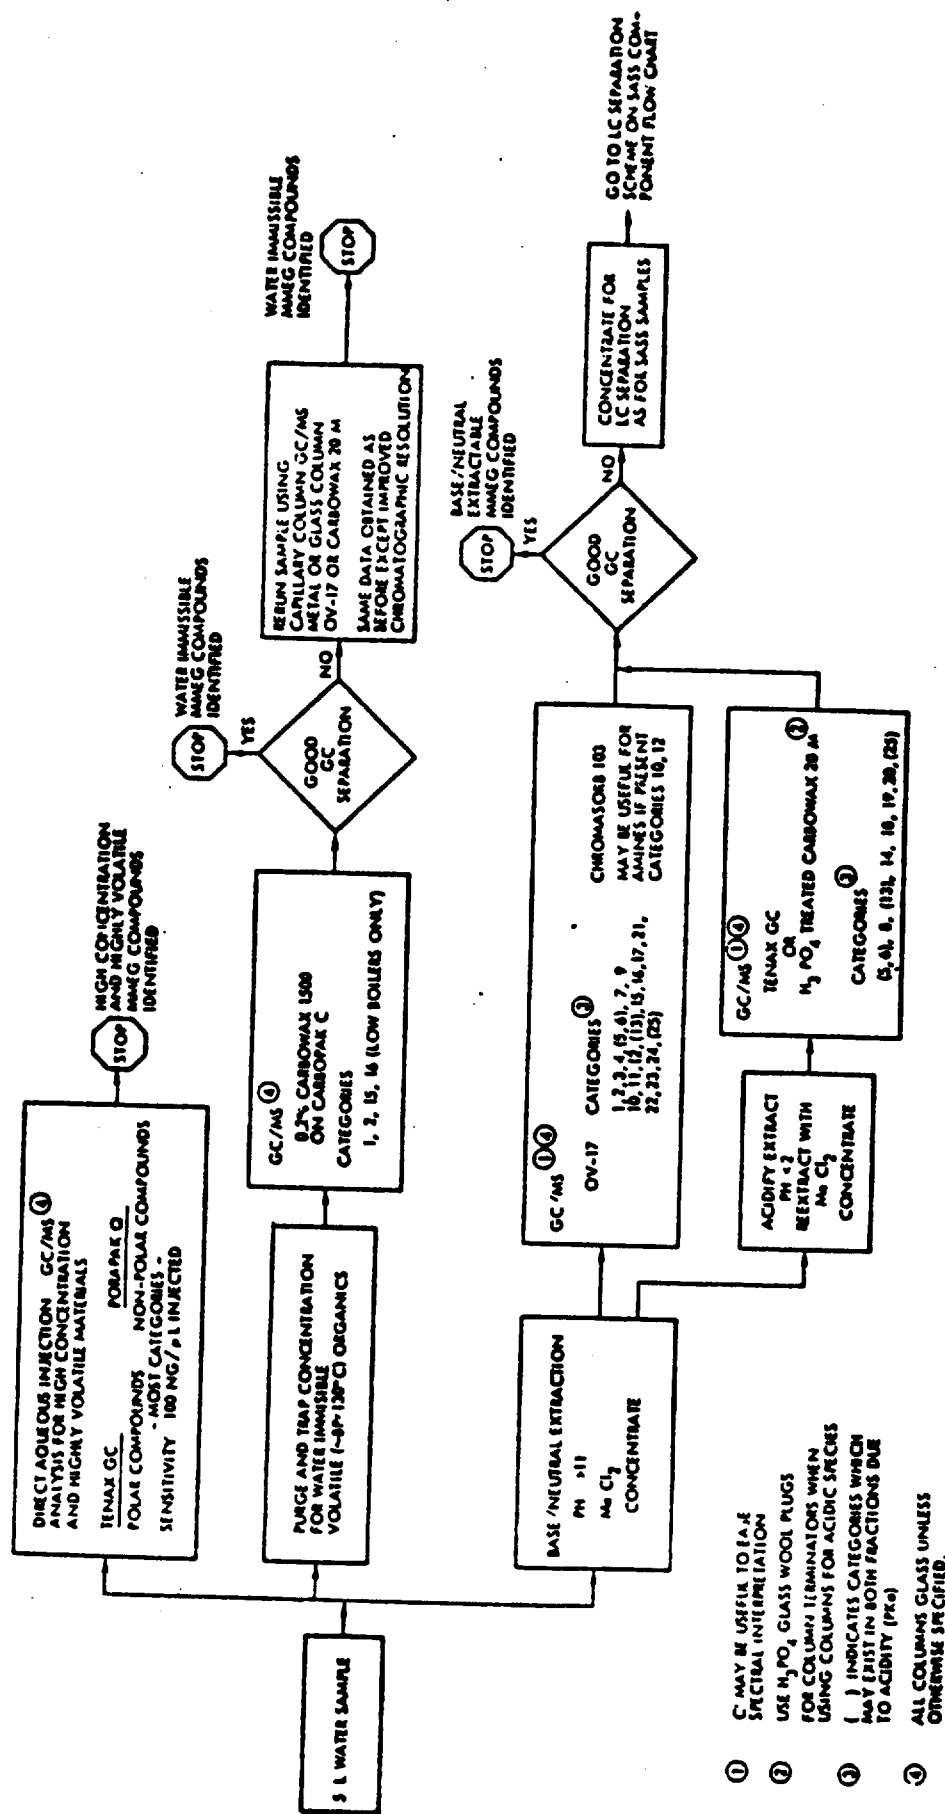 5 L WATER SAMPLE
DIRECT AQUEOUS INJECTION GC/MS ④
ANALYSIS FOR HIGH CONCENTRATION
AND HIGHLY VOLATILE MATERIALS
TENAX GC PORAPAK Q
POLAR COMPOUNDS NON-POLAR COMPOUNDS
- MOST CATEGORIES -
SENSITIVITY 100 NG/µL INJECTED
STOP
HIGH CONCENTRATION
AND HIGHLY VOLATILE
MMEG COMPOUNDS
IDENTIFIED
PURGE AND TRAP CONCENTRATION
FOR WATER IMMISSIBLE
VOLATILE (~BP<130°C) ORGANICS
GC/MS ④
0.2% CARBOWAX 1500
ON CARBOPAK C
CATEGORIES
1, 2, 15, 16 (LOW BOILERS ONLY)
GOOD
GC
SEPARATION
YES
STOP
WATER IMMISSIBLE
MMEG COMPOUNDS
IDENTIFIED
NO
RERUN SAMPLE USING
CAPILLARY COLUMN GC/MS
METAL OR GLASS COLUMN
OV-17 OR CARBOWAX 20 M
SAME DATA OBTAINED AS
BEFORE EXCEPT IMPROVED
CHROMATOGRAPHIC RESOLUTION
STOP
WATER IMMISSIBLE
MMEG COMPOUNDS
IDENTIFIED
BASE/NEUTRAL EXTRACTION
PH >11
Me Cl2
CONCENTRATE
GC/MS ①④
OV-17 CATEGORIES ③
1,2,3,4,(5,6),7,9
10,11,12,(13),15,16,17,21,
22,23,24,(25)
CHROMASORB 103
MAY BE USEFUL FOR
AMINES IF PRESENT
CATEGORIES 10,12
ACIDIFY EXTRACT
PH <2
REEXTRACT WITH
Me Cl2
CONCENTRATE
GC/MS ①④
TENAX GC
OR
H3 PO4 TREATED CARBOWAX 20 M ②
CATEGORIES ③
(5,6), 8, (13), 14, 18, 19, 20, (25)
GOOD
GC
SEPARATION
YES
STOP
BASE/NEUTRAL
EXTRACTABLE
MMEG COMPOUNDS
IDENTIFIED
NO
CONCENTRATE FOR
LC SEPARATION
AS FOR SASS SAMPLES
GO TO LC SEPARATION
SCHEME ON SASS COM-
PONENT FLOW CHART
① MAY BE USEFUL TO EASE
SPECTRAL INTERPRETATION
② USE H3PO4 GLASS WOOL PLUGS
FOR COLUMN TERMINATORS WHEN
USING COLUMNS FOR ACIDIC SPECIES
③ ( ) INDICATES CATEGORIES WHICH
MAY EXIST IN BOTH FRACTIONS DUE
TO ACIDITY (PKa)
④ ALL COLUMNS GLASS UNLESS
OTHERWISE SPECIFIED.